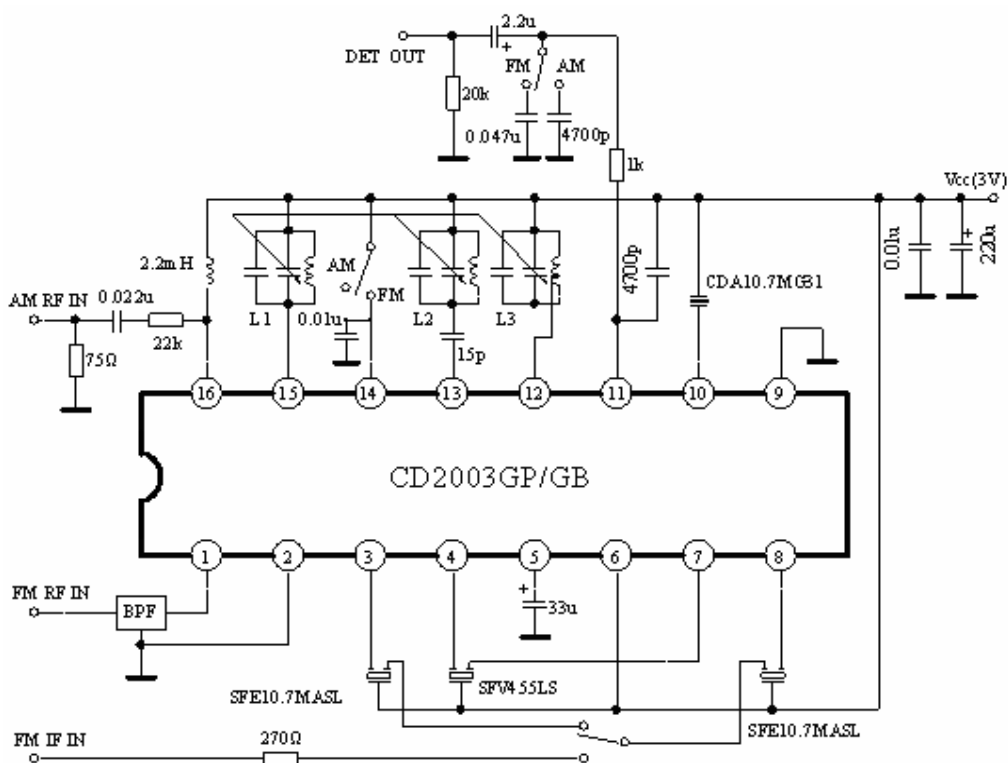 2.2u
+
DET OUT
FM
AM
20k
0.047u
4700p
1k
Vcc(3V)
2.2mH
AM
FM
4700p
CDA10.7MGB1
0.01u
+
220u
AM RF IN
0.022u
22k
75Ω
L1
0.01u
L2
15p
L3
16
15
14
13
12
11
10
9
CD2003GP/GB
1
2
3
4
5
6
7
8
FM RF IN
BPF
+
33u
SFE10.7MASL
SFV455LS
SFE10.7MASL
FM IF IN
270Ω